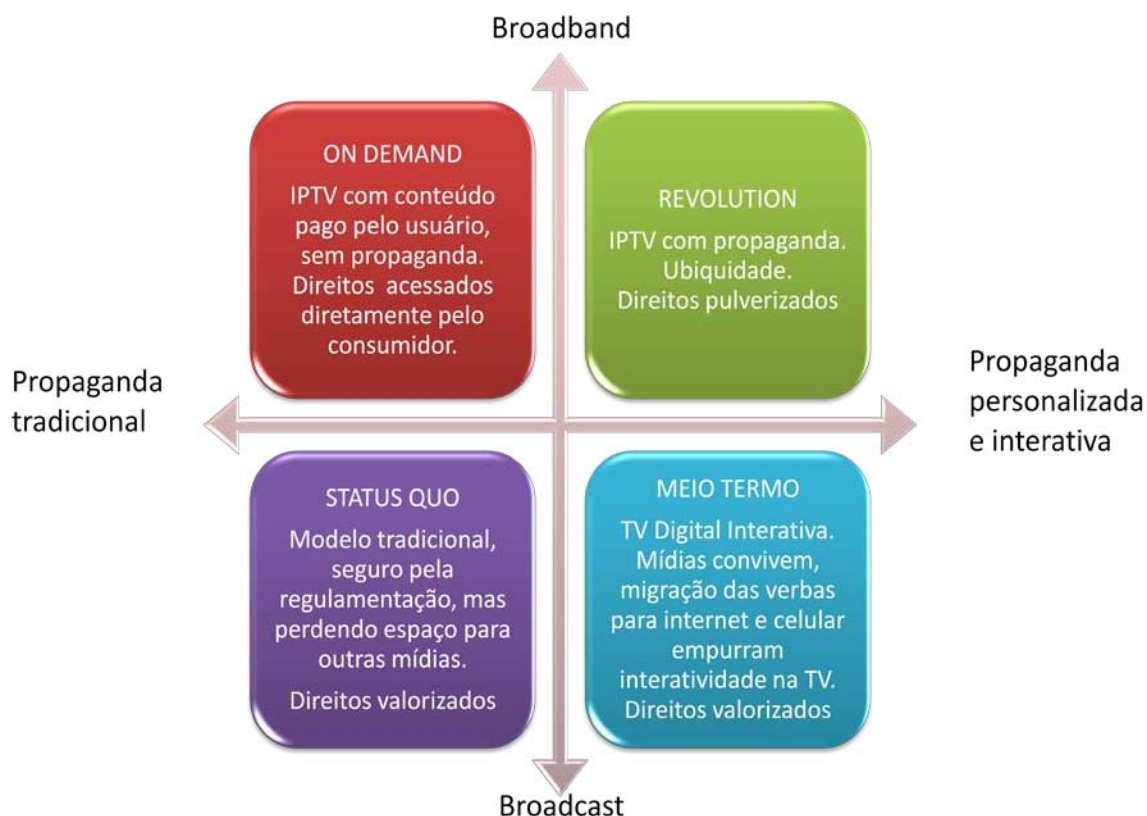 Broadband
ON DEMAND
IPTV com conteúdo
pago pelo usuário,
sem propaganda.
Direitos acessados
diretamente pelo
consumidor.
REVOLUTION
IPTV com propaganda.
Ubiquidade.
Direitos pulverizados
Propaganda
tradicional
Propaganda
personalizada
e interativa
STATUS QUO
Modelo tradicional,
seguro pela
regulamentação, mas
perdendo espaço para
outras mídias.
Direitos valorizados
MEIO TERMO
TV Digital Interativa.
Mídias convivem,
migração das verbas
para internet e celular
empurram
interatividade na TV.
Direitos valorizados
Broadcast